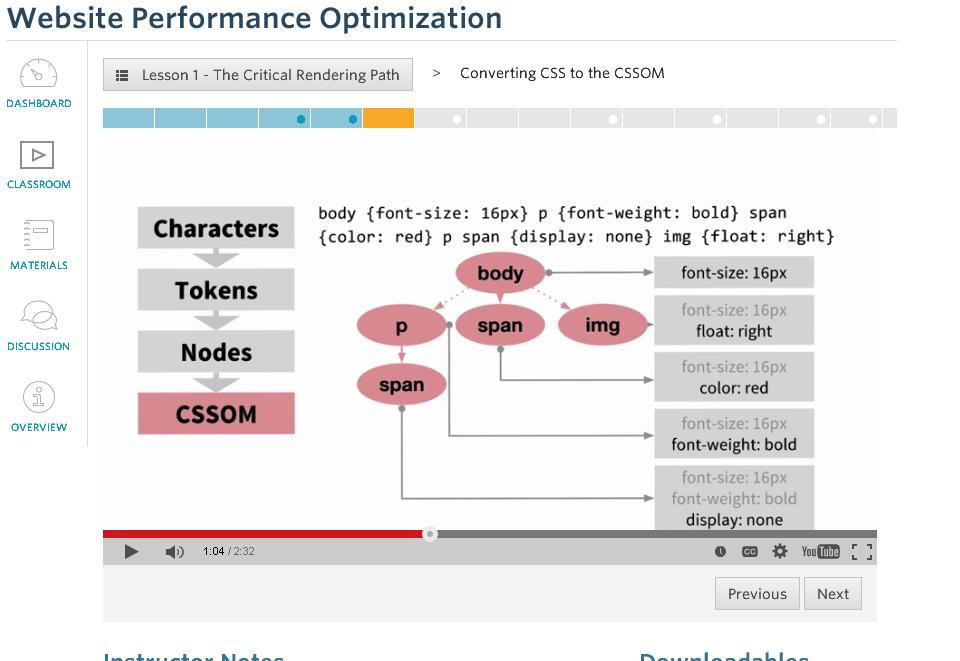 Website Performance Optimization
DASHBOARD
CLASSROOM
MATERIALS
DISCUSSION
OVERVIEW
Lesson 1 - The Critical Rendering Path > Converting CSS to the CSSOM
Characters
Tokens
Nodes
CSSOM
body {font-size: 16px} p {font-weight: bold} span
{color: red} p span {display: none} img {float: right}
body
p
span
img
span
font-size: 16px
font-size: 16px
float: right
font-size: 16px
color: red
font-size: 16px
font-weight: bold
font-size: 16px
font-weight: bold
display: none
1:04 / 2:32
CC
YouTube
Previous
Next
Instructor Notes
Downloadables